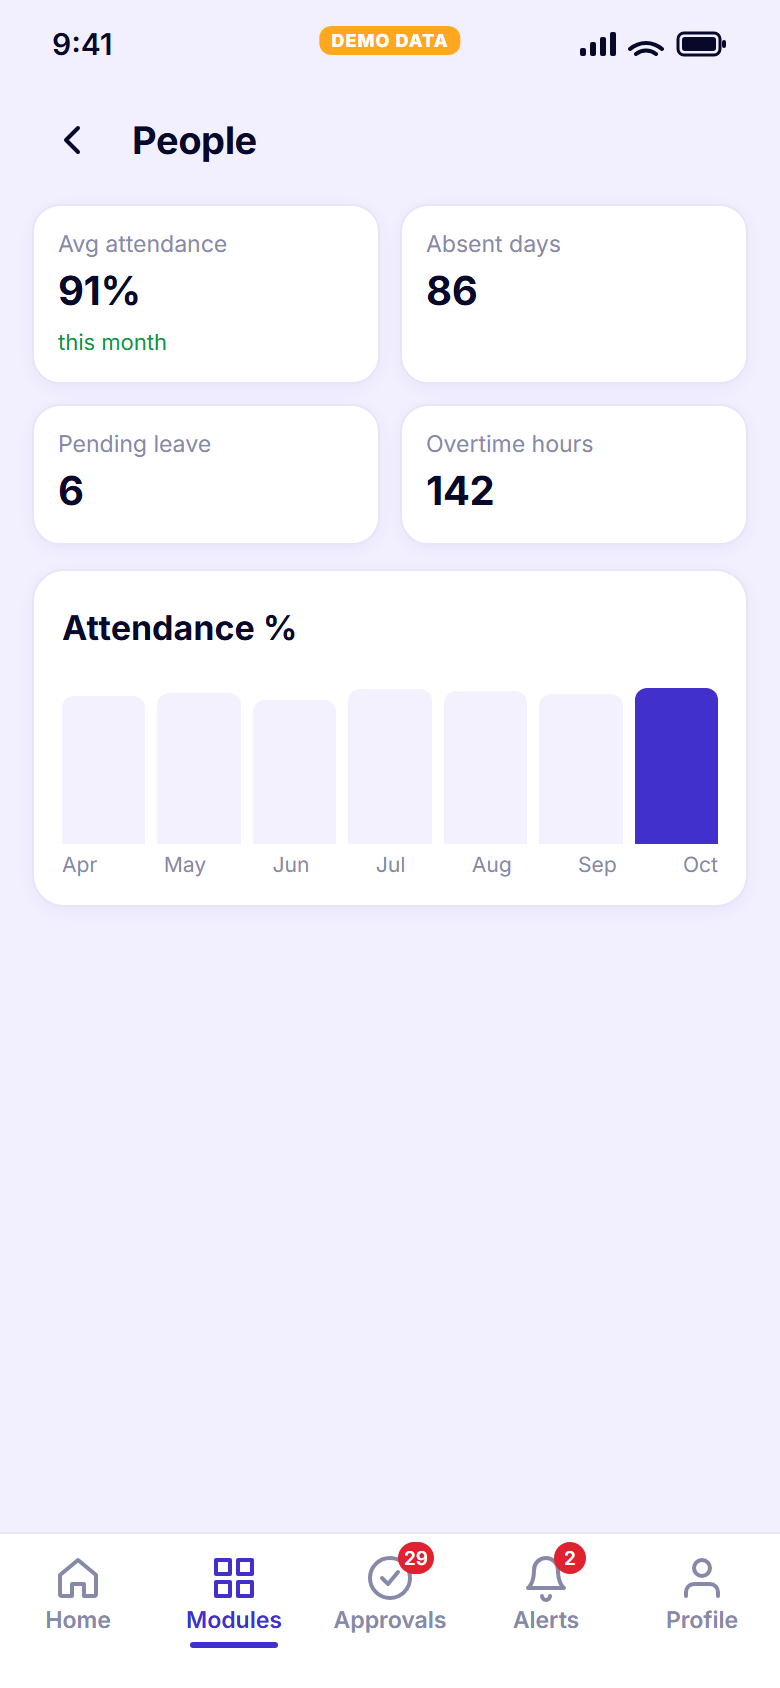 9:41
DEMO DATA
People
Avg attendance
91%
this month
Absent days
86
Pending leave
6
Overtime hours
142
Attendance %
Apr May Jun Jul Aug Sep Oct
29
2
Home Modules Approvals Alerts Profile